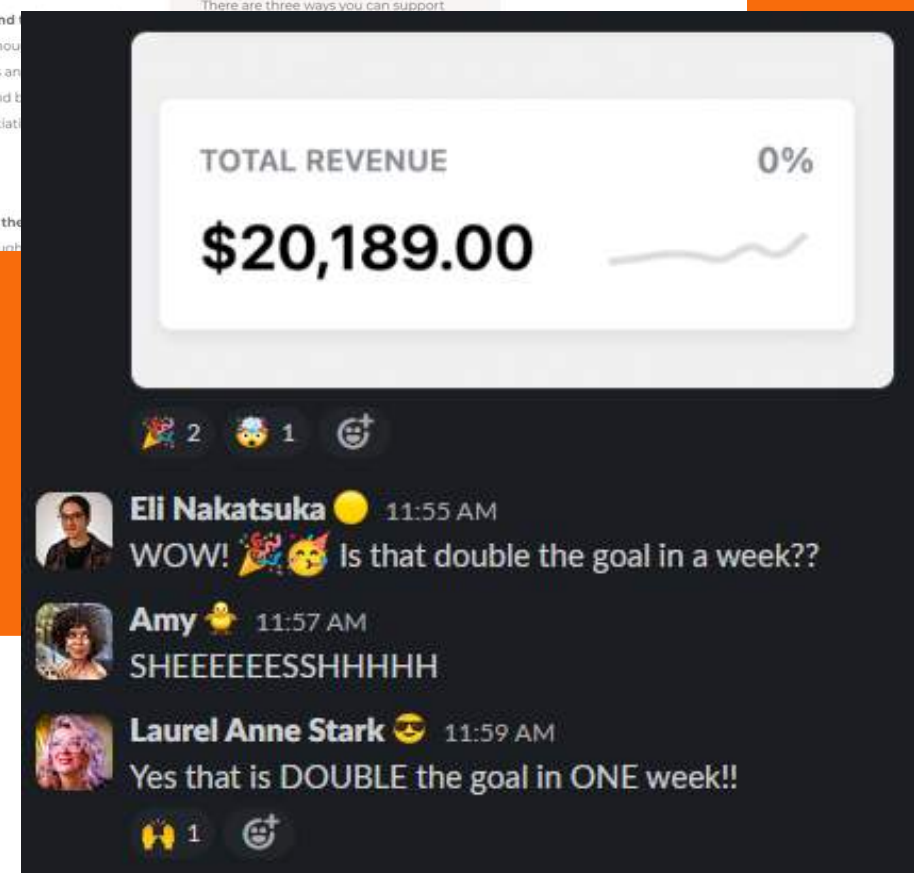 There are three ways you can support
TOTAL REVENUE 0%
$20,189.00
🎉 2 🤯 1
Eli Nakatsuka 🟡 11:55 AM
WOW! 🎉🥳 Is that double the goal in a week??
Amy 🐥 11:57 AM
SHEEEEEESSHHHHH
Laurel Anne Stark 😎 11:59 AM
Yes that is DOUBLE the goal in ONE week!!
🙌 1